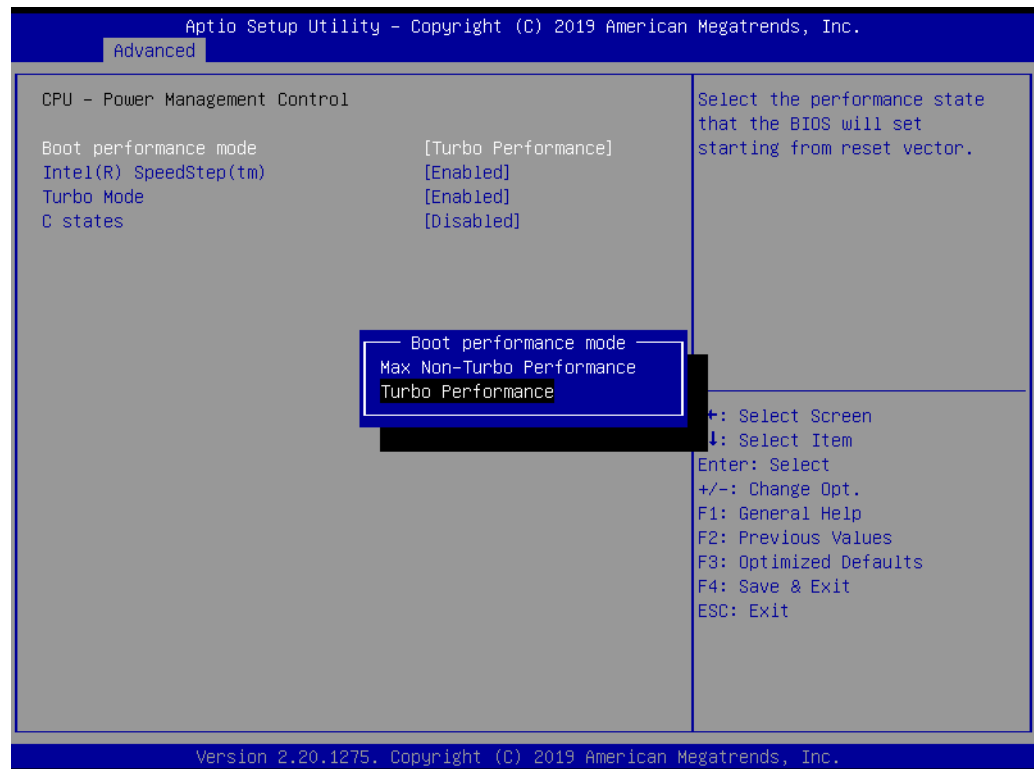 Aptio Setup Utility – Copyright (C) 2019 American Megatrends, Inc.
Advanced
CPU – Power Management Control
Boot performance mode [Turbo Performance]
Intel(R) SpeedStep(tm) [Enabled]
Turbo Mode [Enabled]
C states [Disabled]
Select the performance state
that the BIOS will set
starting from reset vector.
Boot performance mode
Max Non-Turbo Performance
Turbo Performance
: Select Screen
: Select Item
Enter: Select
+/-: Change Opt.
F1: General Help
F2: Previous Values
F3: Optimized Defaults
F4: Save & Exit
ESC: Exit
Version 2.20.1275. Copyright (C) 2019 American Megatrends, Inc.